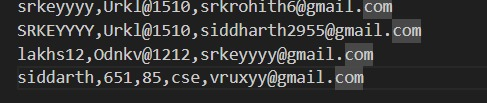 srkeyyyy,Urkl@1510,srkrohith6@gmail.com
SRKEYYYY,Urkl@1510,siddharth2955@gmail.com
lakhs12,Odnkv@1212,srkeyyyy@gmail.com
siddarth,651,85,cse,vruxyy@gmail.com